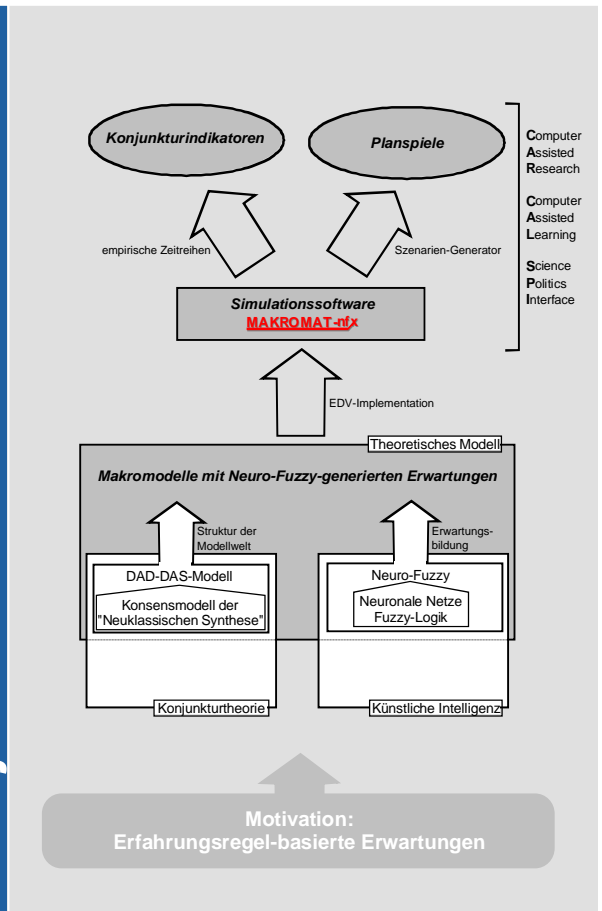 Konjunkturindikatoren
Planspiele
Computer
Assisted
Research
Computer
Assisted
Learning
Science
Politics
Interface
empirische Zeitreihen
Szenarien-Generator
Simulationssoftware
MAKROMAT-nfx
EDV-Implementation
Theoretisches Modell
Makromodelle mit Neuro-Fuzzy-generierten Erwartungen
Struktur der
Modellwelt
Erwartungs-
bildung
DAD-DAS-Modell
Konsensmodell der
"Neuklassischen Synthese"
Neuro-Fuzzy
Neuronale Netze
Fuzzy-Logik
Konjunkturtheorie
Künstliche Intelligenz
Motivation:
Erfahrungsregel-basierte Erwartungen